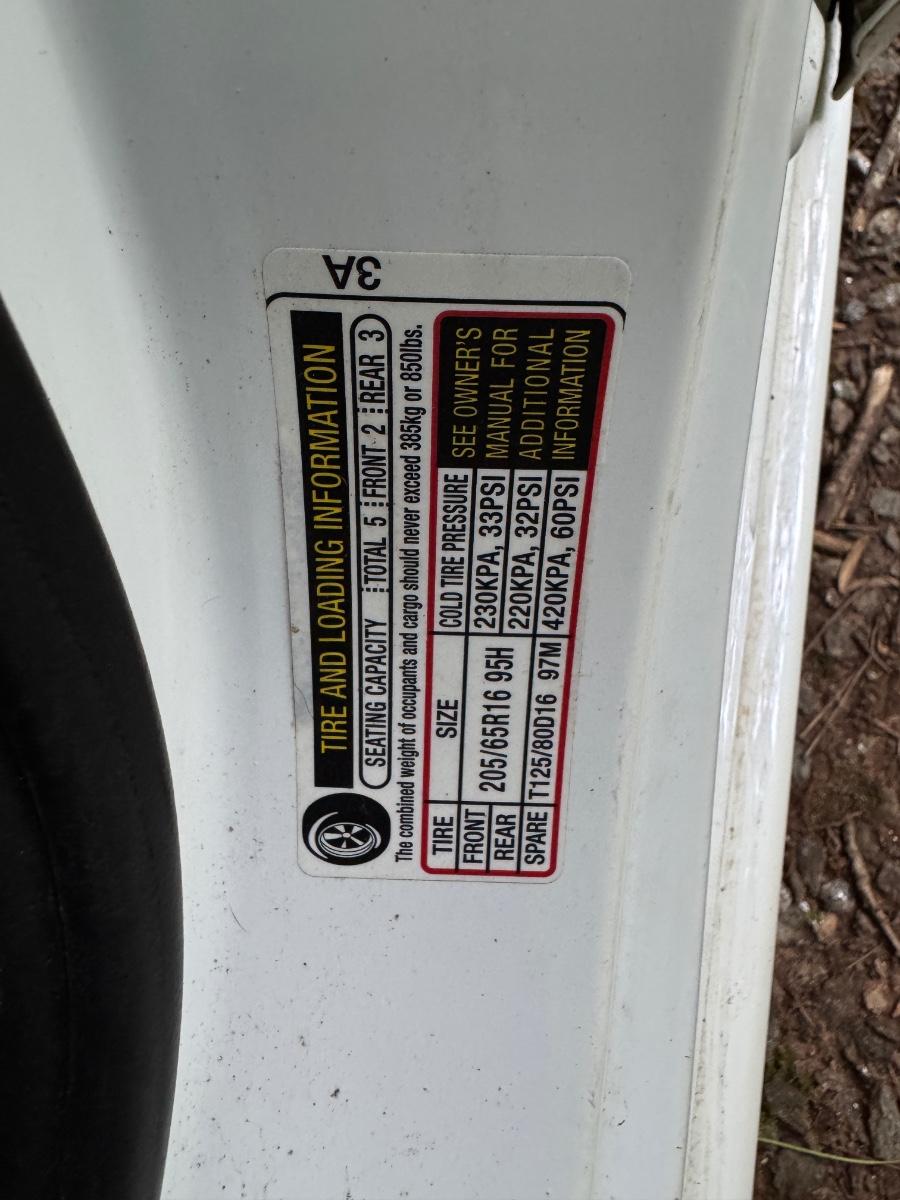 3A
TIRE AND LOADING INFORMATION
SEATING CAPACITY TOTAL 5 FRONT 2 REAR 3
The combined weight of occupants and cargo should never exceed 385kg or 850lbs.
TIRE SIZE COLD TIRE PRESSURE
FRONT 205/65R16 95H 230KPA, 33PSI
REAR 220KPA, 32PSI
SPARE T125/80D16 97M 420KPA, 60PSI
SEE OWNER'S
MANUAL FOR
ADDITIONAL
INFORMATION